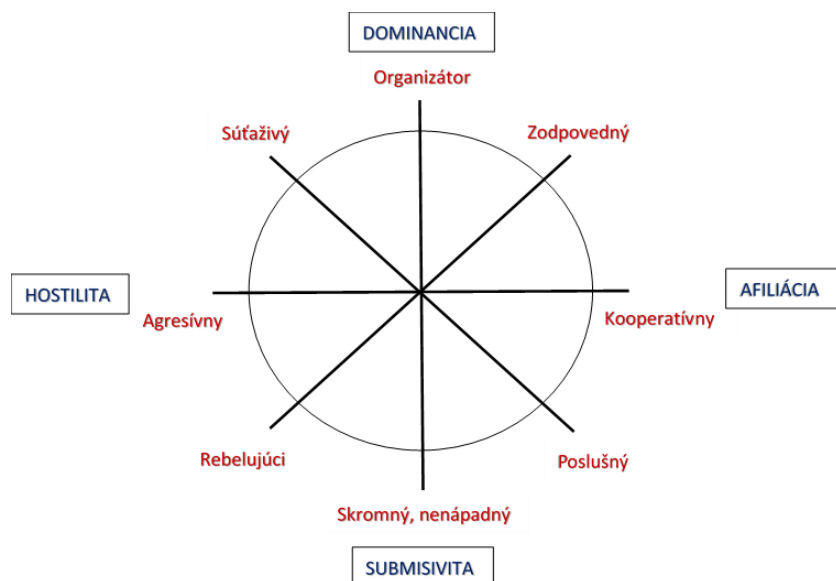 DOMINANCIA
Organizátor
Súťaživý
Zodpovedný
HOSTILITA
AFILIÁCIA
Agresívny
Kooperatívny
Rebelujúci
Poslušný
Skromný, nenápadný
SUBMISIVITA